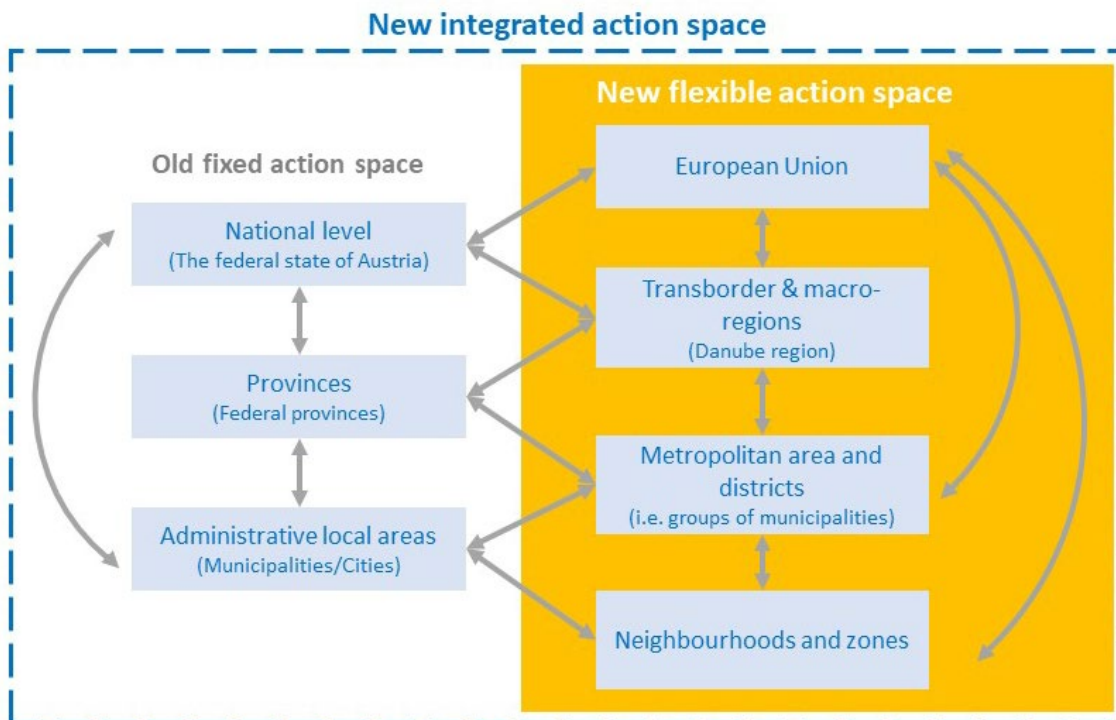 New integrated action space
Old fixed action space
National level
(The federal state of Austria)
Provinces
(Federal provinces)
Administrative local areas
(Municipalities/Cities)
New flexible action space
European Union
Transborder & macro-
regions
(Danube region)
Metropolitan area and
districts
(i.e. groups of municipalities)
Neighbourhoods and zones